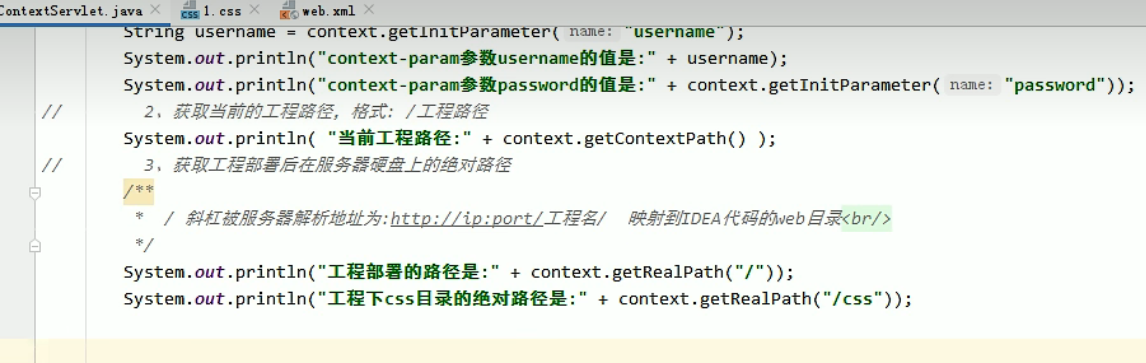 ContextServlet.java × 1.css × web.xml ×
String username = context.getInitParameter( name: "username");
System.out.println("context-param参数username的值是:" + username);
System.out.println("context-param参数password的值是:" + context.getInitParameter( name: "password"));
// 2、获取当前的工程路径,格式: /工程路径
System.out.println( "当前工程路径:" + context.getContextPath() );
// 3、获取工程部署后在服务器硬盘上的绝对路径
/**
* / 斜杠被服务器解析地址为:http://ip:port/工程名/ 映射到IDEA代码的web目录<br/>
*/
System.out.println("工程部署的路径是:" + context.getRealPath("/"));
System.out.println("工程下css目录的绝对路径是:" + context.getRealPath("/css"));